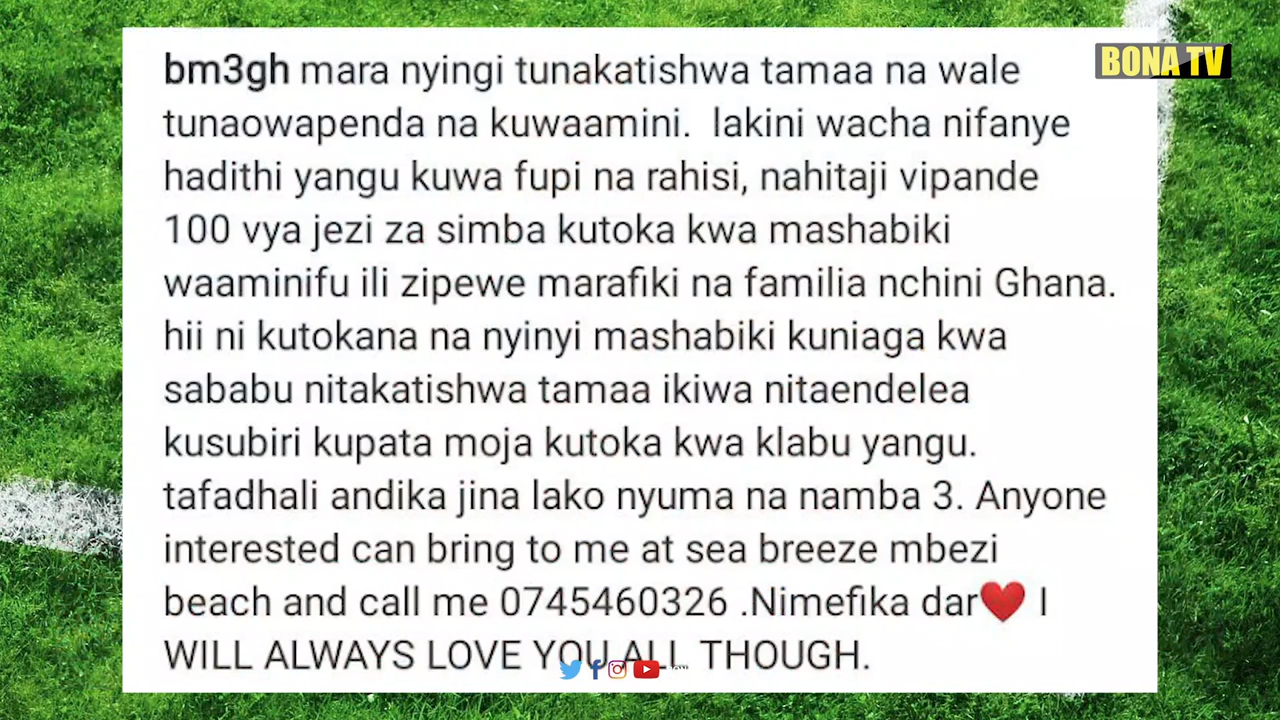 BONA TV
bm3gh mara nyingi tunakatishwa tamaa na wale
tunaowapenda na kuwaamini.  lakini wacha nifanye
hadithi yangu kuwa fupi na rahisi, nahitaji vipande
100 vya jezi za simba kutoka kwa mashabiki
waaminifu ili zipewe marafiki na familia nchini Ghana.
hii ni kutokana na nyinyi mashabiki kuniaga kwa
sababu nitakatishwa tamaa ikiwa nitaendelea
kusubiri kupata moja kutoka kwa klabu yangu.
tafadhali andika jina lako nyuma na namba 3. Anyone
interested can bring to me at sea breeze mbezi
beach and call me 0745460326 .Nimefika dar❤️ I
WILL ALWAYS LOVE YOU ALL THOUGH.